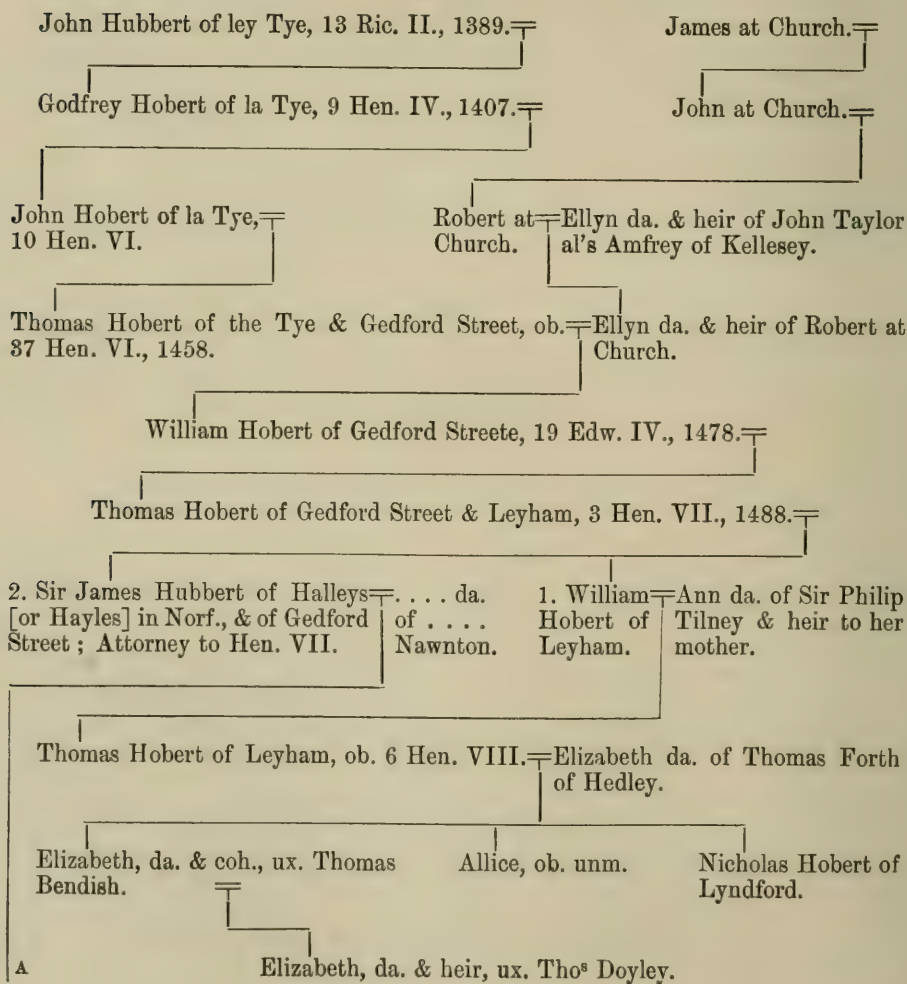 John Hubbert of ley Tye, 13 Ric. II., 1389.
James at Church.
Godfrey Hobert of la Tye, 9 Hen. IV., 1407.
John at Church.
John Hobert of la Tye,
10 Hen. VI.
Robert at
Church.
Ellyn da. & heir of John Taylor
al's Amfrey of Kellesey.
Thomas Hobert of the Tye & Gedford Street, ob.
37 Hen. VI., 1458.
Ellyn da. & heir of Robert at
Church.
William Hobert of Gedford Streete, 19 Edw. IV., 1478.
Thomas Hobert of Gedford Street & Leyham, 3 Hen. VII., 1488.
2. Sir James Hubbert of Halleys
[or Hayles] in Norf., & of Gedford
Street ; Attorney to Hen. VII.
. . . . da.
of . . . .
Nawnton.
1. William
Hobert of
Leyham.
Ann da. of Sir Philip
Tilney & heir to her
mother.
Thomas Hobert of Leyham, ob. 6 Hen. VIII.
Elizabeth da. of Thomas Forth
of Hedley.
Elizabeth, da. & coh., ux. Thomas
Bendish.
Allice, ob. unm.
Nicholas Hobert of
Lyndford.
A
Elizabeth, da. & heir, ux. Thoˢ Doyley.